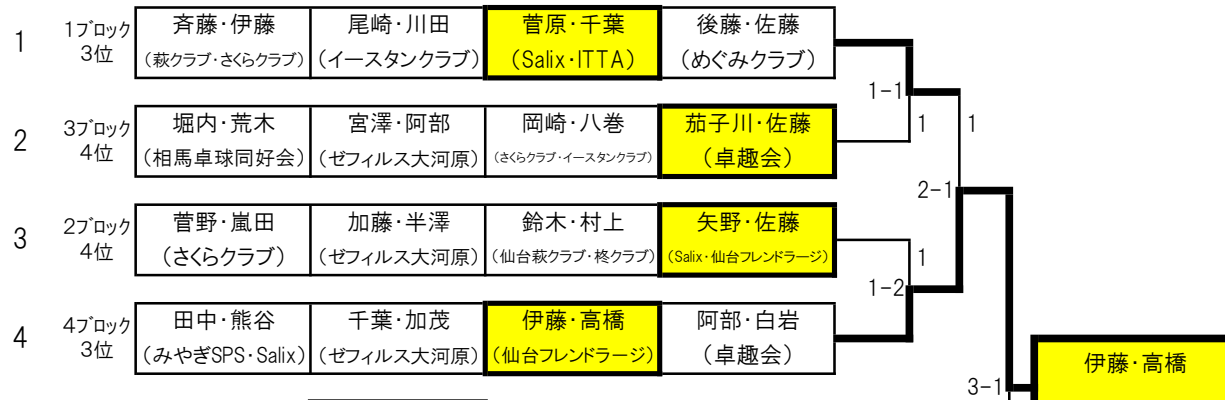 1 1ブロック 3位 斉藤・伊藤 尾崎・川田 菅原・千葉 後藤・佐藤
(萩クラブ・さくらクラブ) (イースタンクラブ) (Salix・ITTA) (めぐみクラブ)
1-1
1
1
2 3ブロック 4位 堀内・荒木 宮澤・阿部 岡崎・八巻 茄子川・佐藤
(相馬卓球同好会) (ゼフィルス大河原) (さくらクラブ・イースタンクラブ) (卓趣会)
2-1
3 2ブロック 4位 菅野・嵐田 加藤・半澤 鈴木・村上 矢野・佐藤
(さくらクラブ) (ゼフィルス大河原) (仙台萩クラブ・柊クラブ) (Salix・仙台フレンドラージ)
1
1-2
4 4ブロック 3位 田中・熊谷 千葉・加茂 伊藤・高橋 阿部・白岩
(みやぎSPS・Salix) (ゼフィルス大河原) (仙台フレンドラージ) (卓趣会)
伊藤・高橋
3-1